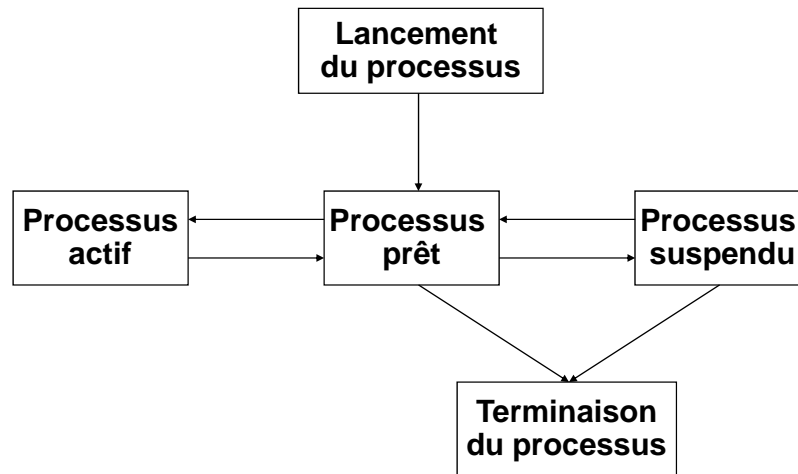 Lancement
du processus
Processus
actif
Processus
prêt
Processus
suspendu
Terminaison
du processus